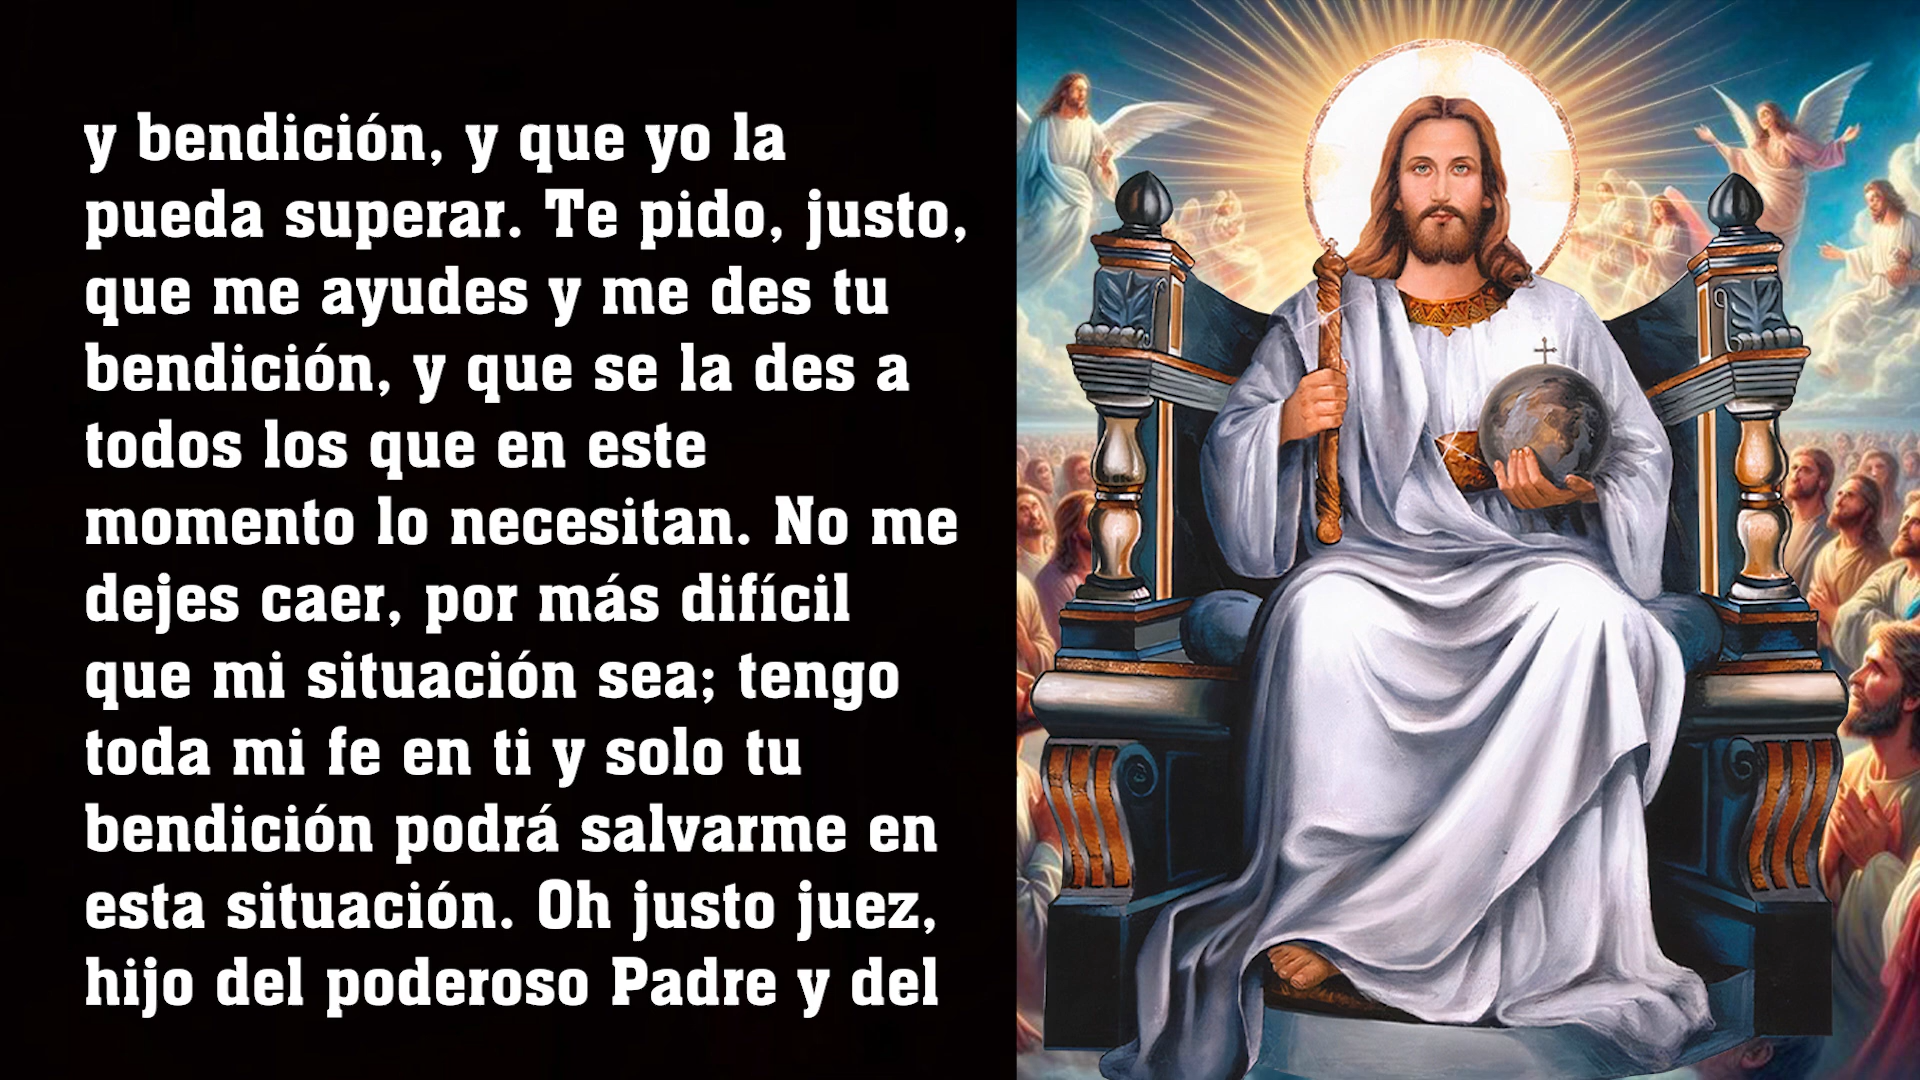 y bendición, y que yo la
pueda superar. Te pido, justo,
que me ayudes y me des tu
bendición, y que se la des a
todos los que en este
momento lo necesitan. No me
dejes caer, por más difícil
que mi situación sea; tengo
toda mi fe en ti y solo tu
bendición podrá salvarme en
esta situación. Oh justo juez,
hijo del poderoso Padre y del